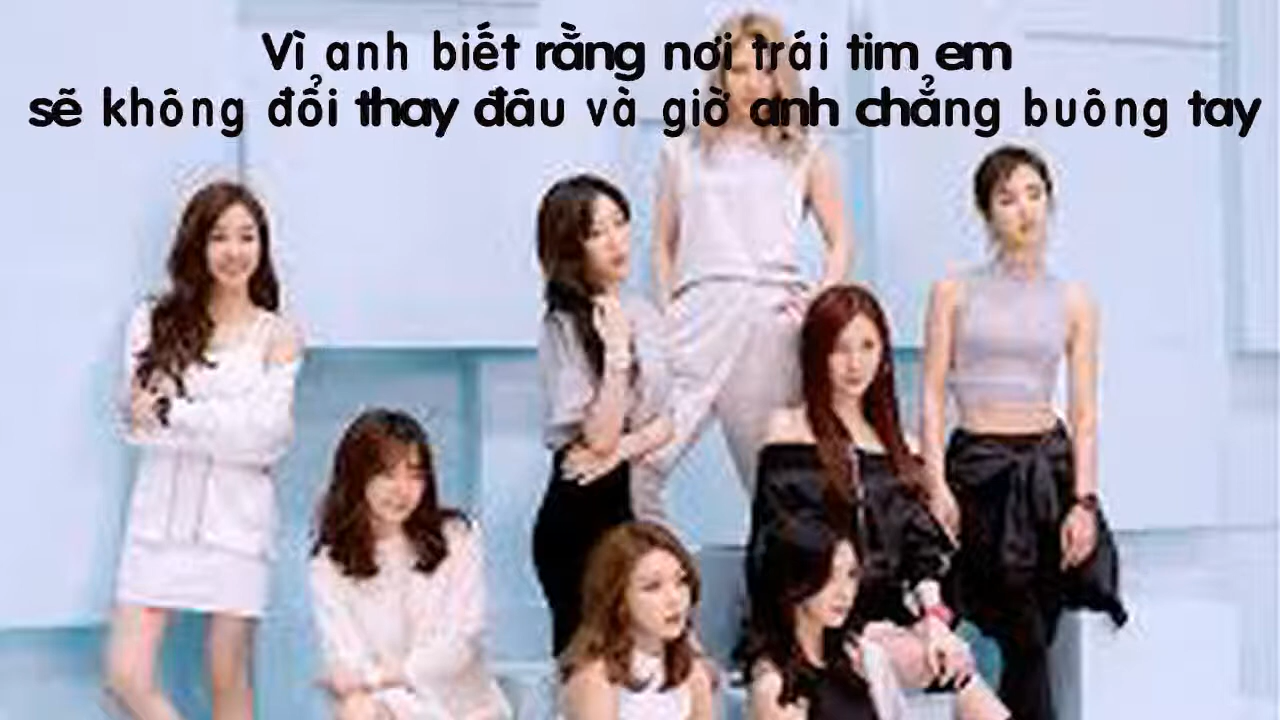 Vì anh biết rằng nơi trái tim em
sẽ không đổi thay đâu và giờ anh chẳng buông tay